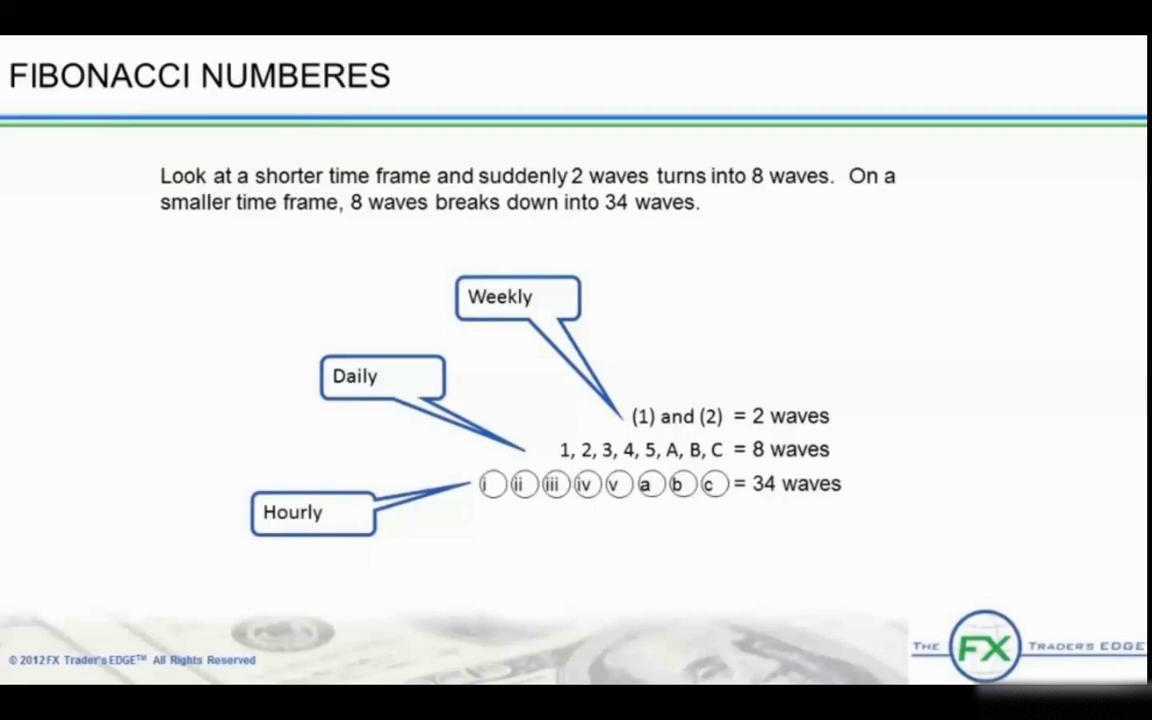 FIBONACCI NUMBERES
Look at a shorter time frame and suddenly 2 waves turns into 8 waves. On a
smaller time frame, 8 waves breaks down into 34 waves.
Weekly
Daily
(1) and (2) = 2 waves
1, 2, 3, 4, 5, A, B, C = 8 waves
i ii iii iv v a b c = 34 waves
Hourly
© 2012 FX Trader's EDGE™ All Rights Reserved
THE FX TRADERS EDGE